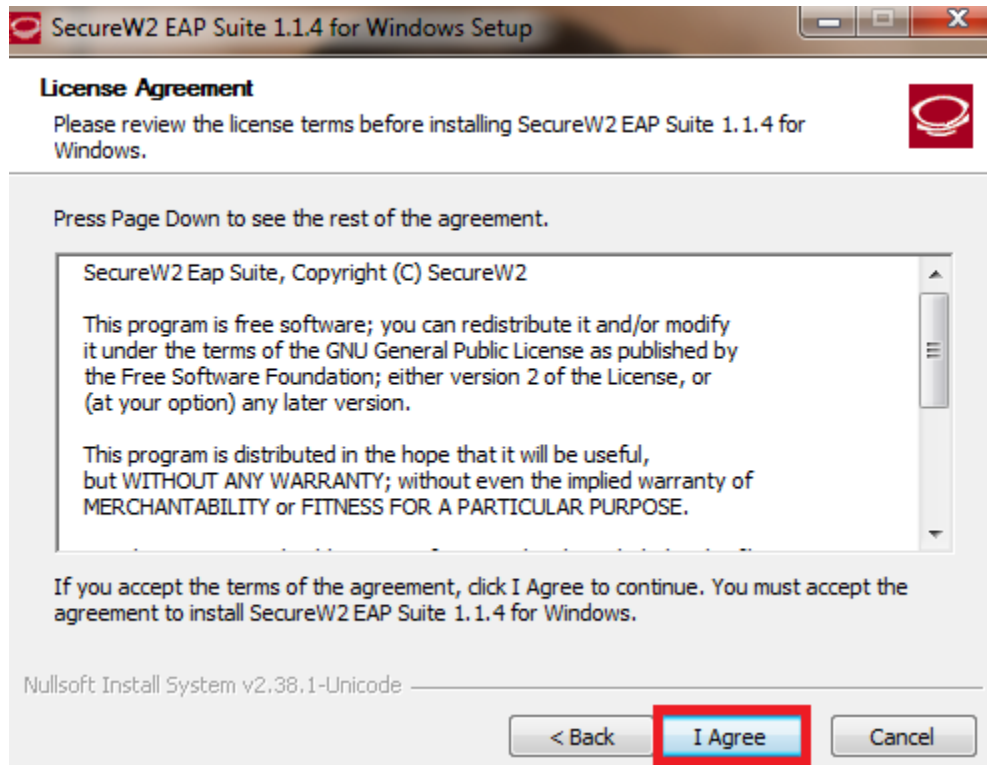 SecureW2 EAP Suite 1.1.4 for Windows Setup
License Agreement
Please review the license terms before installing SecureW2 EAP Suite 1.1.4 for
Windows.
Press Page Down to see the rest of the agreement.
SecureW2 Eap Suite, Copyright (C) SecureW2
This program is free software; you can redistribute it and/or modify
it under the terms of the GNU General Public License as published by
the Free Software Foundation; either version 2 of the License, or
(at your option) any later version.
This program is distributed in the hope that it will be useful,
but WITHOUT ANY WARRANTY; without even the implied warranty of
MERCHANTABILITY or FITNESS FOR A PARTICULAR PURPOSE.
If you accept the terms of the agreement, click I Agree to continue. You must accept the
agreement to install SecureW2 EAP Suite 1.1.4 for Windows.
Nullsoft Install System v2.38.1-Unicode
< Back I Agree Cancel